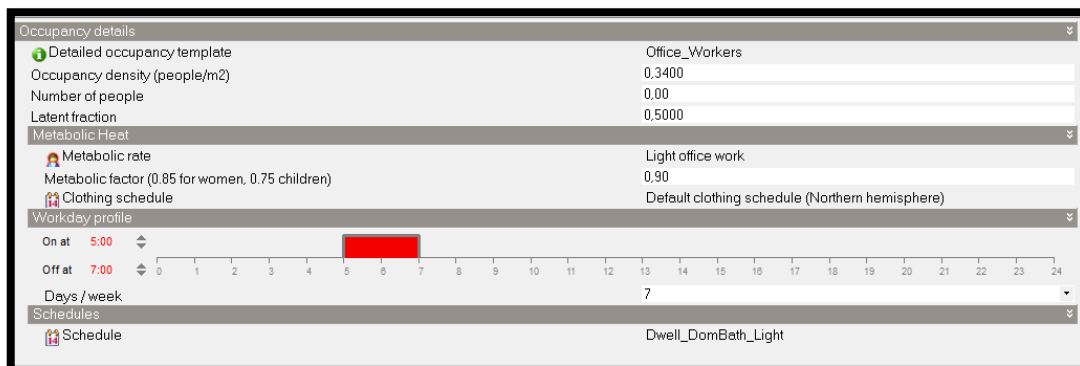 Occupancy details
Detailed occupancy template Office_Workers
Occupancy density (people/m2) 0,3400
Number of people 0,00
Latent fraction 0,5000
Metabolic Heat
Metabolic rate Light office work
Metabolic factor (0.85 for women, 0.75 children) 0,90
14 Clothing schedule Default clothing schedule (Northern hemisphere)
Workday profile
On at 5:00
Off at 7:00 0 1 2 3 4 5 6 7 8 9 10 11 12 13 14 15 16 17 18 19 20 21 22 23 24
Days / week 7
Schedules
14 Schedule Dwell_DomBath_Light